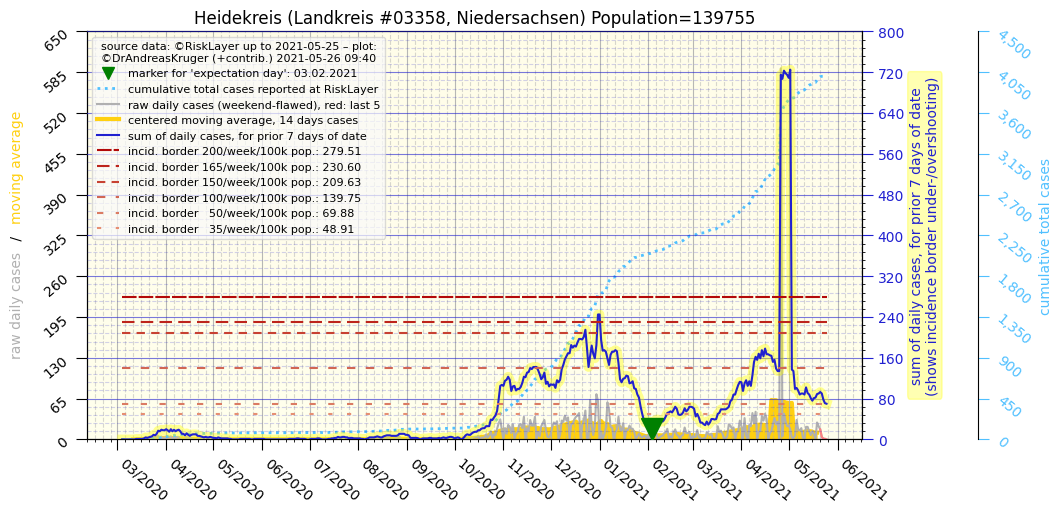 Heidekreis (Landkreis #03358, Niedersachsen) Population=139755
source data: ©RiskLayer up to 2021-05-25 – plot:
©DrAndreasKruger (+contrib.) 2021-05-26 09:40
marker for 'expectation day': 03.02.2021
cumulative total cases reported at RiskLayer
raw daily cases (weekend-flawed), red: last 5
centered moving average, 14 days cases
sum of daily cases, for prior 7 days of date
incid. border 200/week/100k pop.: 279.51
incid. border 165/week/100k pop.: 230.60
incid. border 150/week/100k pop.: 209.63
incid. border 100/week/100k pop.: 139.75
incid. border   50/week/100k pop.: 69.88
incid. border   35/week/100k pop.: 48.91
raw daily cases / moving average
650
585
520
455
390
325
260
195
130
65
0
03/2020
04/2020
05/2020
06/2020
07/2020
08/2020
09/2020
10/2020
11/2020
12/2020
01/2021
02/2021
03/2021
04/2021
05/2021
06/2021
800
720
640
560
480
400
320
240
160
80
0
sum of daily cases, for prior 7 days of date
(shows incidence border under-/overshooting)
4,500
4,050
3,600
3,150
2,700
2,250
1,800
1,350
900
450
0
cumulative total cases